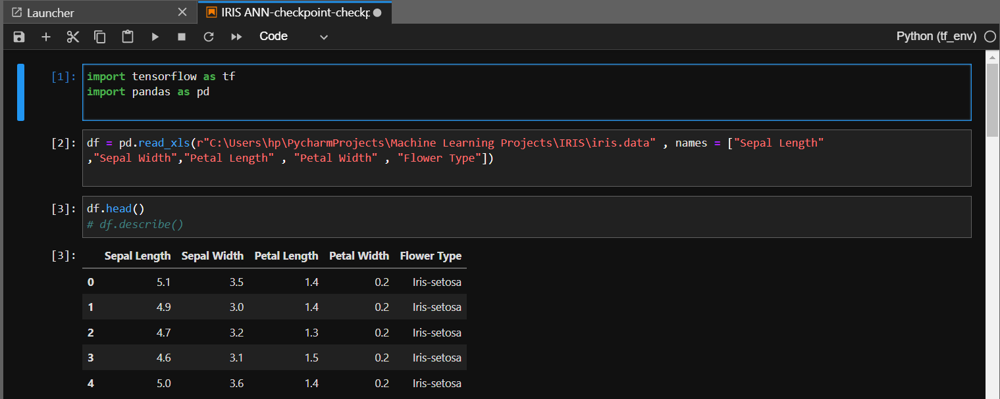 Launcher
IRIS ANN-checkpoint-checkp
Code
Python (tf_env)
[1]:
import tensorflow as tf
import pandas as pd
[2]:
df = pd.read_xls(r"C:\Users\hp\PycharmProjects\Machine Learning Projects\IRIS\iris.data" , names = ["Sepal Length"
,"Sepal Width","Petal Length" , "Petal Width" , "Flower Type"])
[3]:
df.head()
# df.describe()
[3]:
Sepal Length Sepal Width Petal Length Petal Width Flower Type
0 5.1 3.5 1.4 0.2 Iris-setosa
1 4.9 3.0 1.4 0.2 Iris-setosa
2 4.7 3.2 1.3 0.2 Iris-setosa
3 4.6 3.1 1.5 0.2 Iris-setosa
4 5.0 3.6 1.4 0.2 Iris-setosa